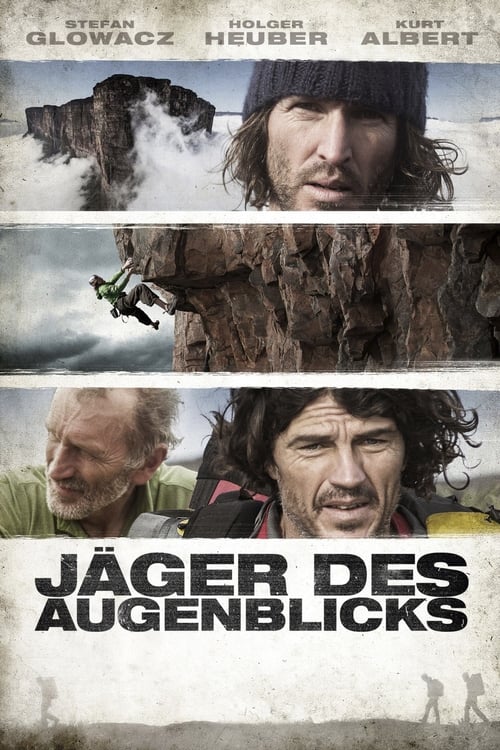 STEFAN HOLGER KURT
GLOWACZ HEUBER ALBERT
JÄGER DES
AUGENBLICKS